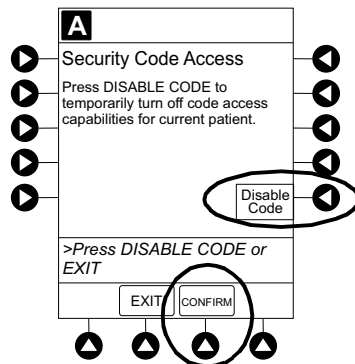 A
Security Code Access
Press DISABLE CODE to
temporarily turn off code access
capabilities for current patient.
Disable
Code
>Press DISABLE CODE or
EXIT
EXIT CONFIRM